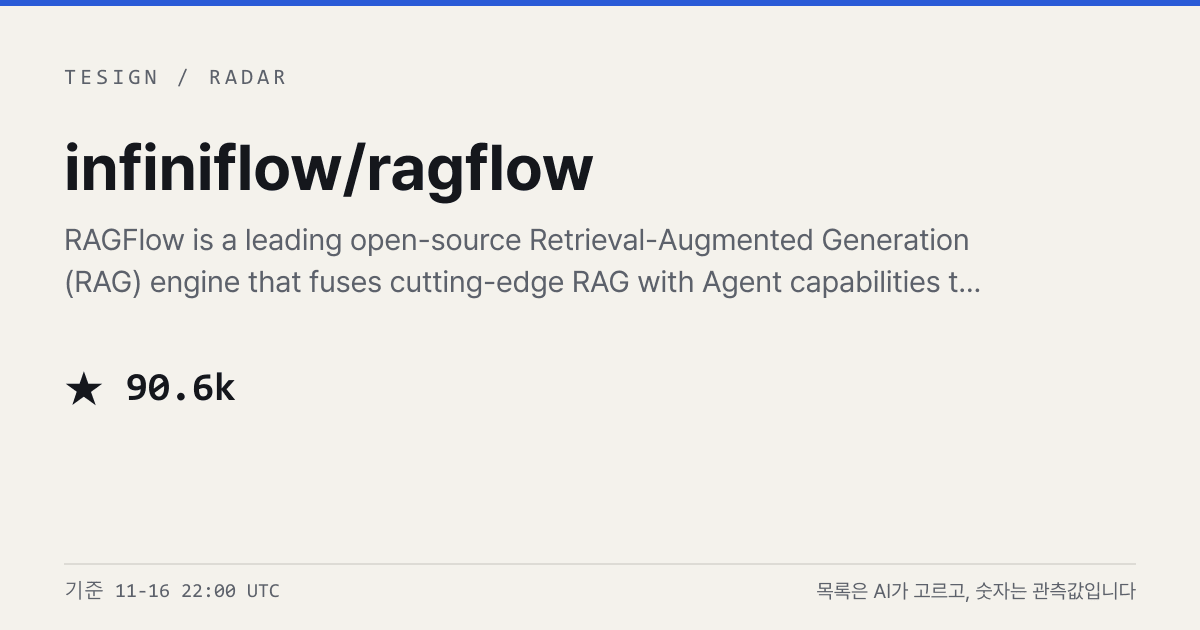 TESIGN / RADAR
infiniflow/ragflow
RAGFlow is a leading open-source Retrieval-Augmented Generation
(RAG) engine that fuses cutting-edge RAG with Agent capabilities t...
★ 90.6k
기준 11-16 22:00 UTC
목록은 AI가 고르고, 숫자는 관측값입니다